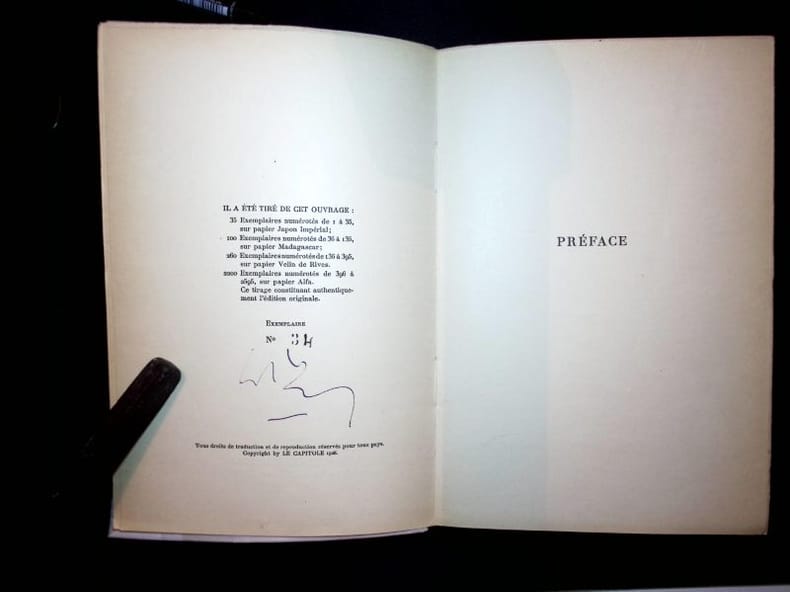 IL A ÉTÉ TIRÉ DE CET OUVRAGE :
35 Exemplaires numérotés de 1 à 35,
sur papier Japon Impérial;
100 Exemplaires numérotés de 36 à 135,
sur papier Madagascar;
260 Exemplaires numérotés de 136 à 395,
sur papier Velin de Rives.
2200 Exemplaires numérotés de 396 à
2595, sur papier Alfa.
Ce tirage constituant authentique-
ment l'édition originale.
EXEMPLAIRE
No 34
Tous droits de traduction et de reproduction réservés pour tous pays.
Copyright by LE CAPITOLE 1926.
PRÉFACE